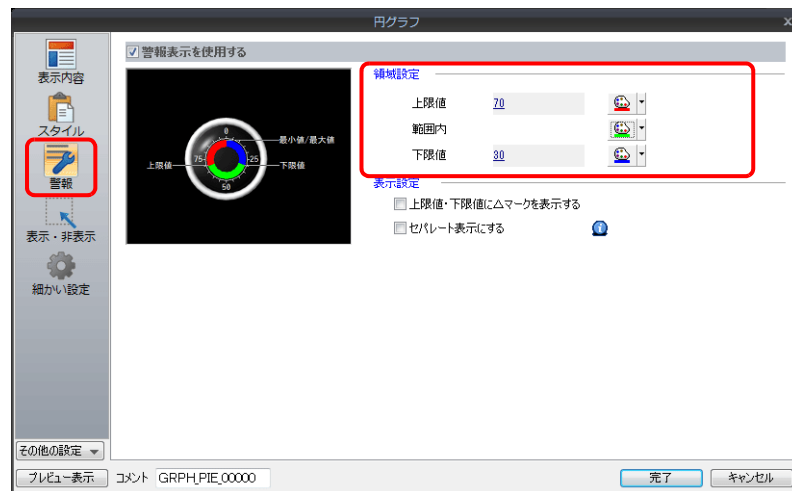 円グラフ
表示内容
スタイル
警報
表示・非表示
細かい設定
その他の設定
警報表示を使用する
0
25
50
75
最小値/最大値
上限値
下限値
領域設定
上限値 70
範囲内
下限値 30
表示設定
上限値・下限値に△マークを表示する
セパレート表示にする
プレビュー表示 コメント GRPH_PIE_00000 完了 キャンセル